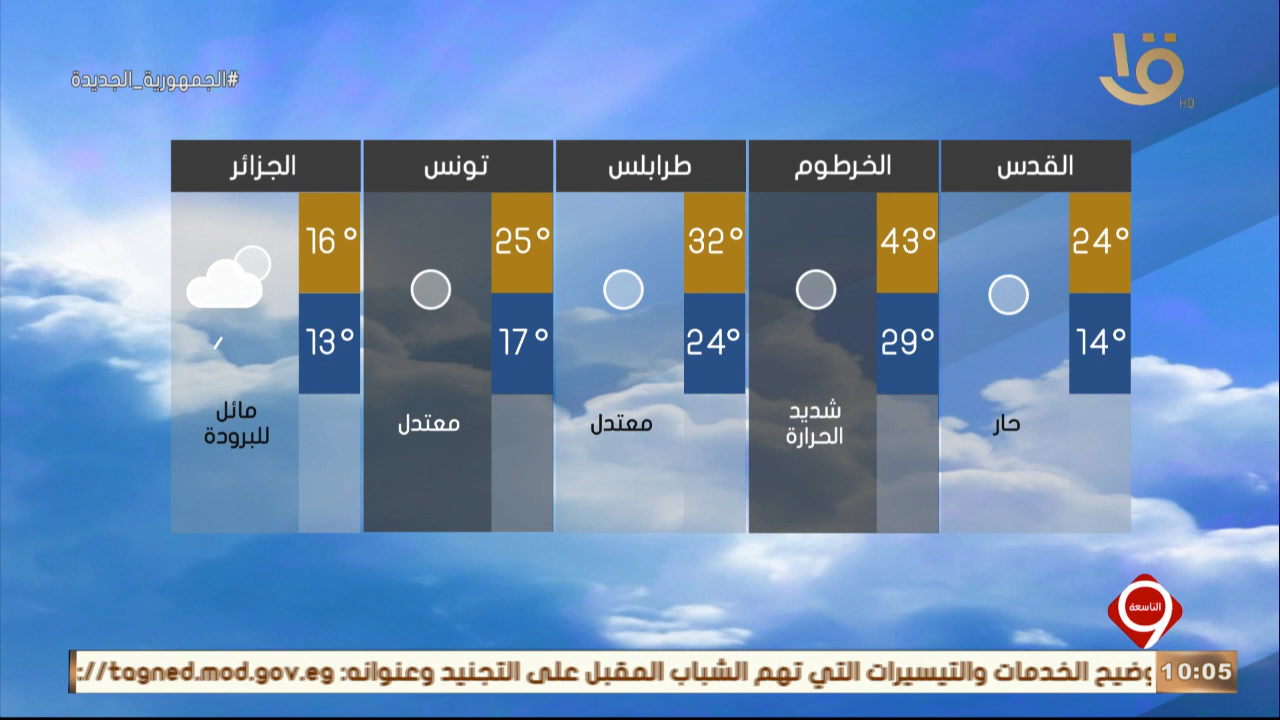 #الجمهورية_الجديدة
HD
القدس
24°
14°
حار
الخرطوم
43°
29°
شديد
الحرارة
طرابلس
32°
24°
معتدل
تونس
25°
17°
معتدل
الجزائر
16°
13°
مائل
للبرودة
التاسعة
9
10:05
وضيح الخدمات والتيسيرات التي تهم الشباب المقبل على التجنيد وعنوانه: ://tagned.mod.gov.eg